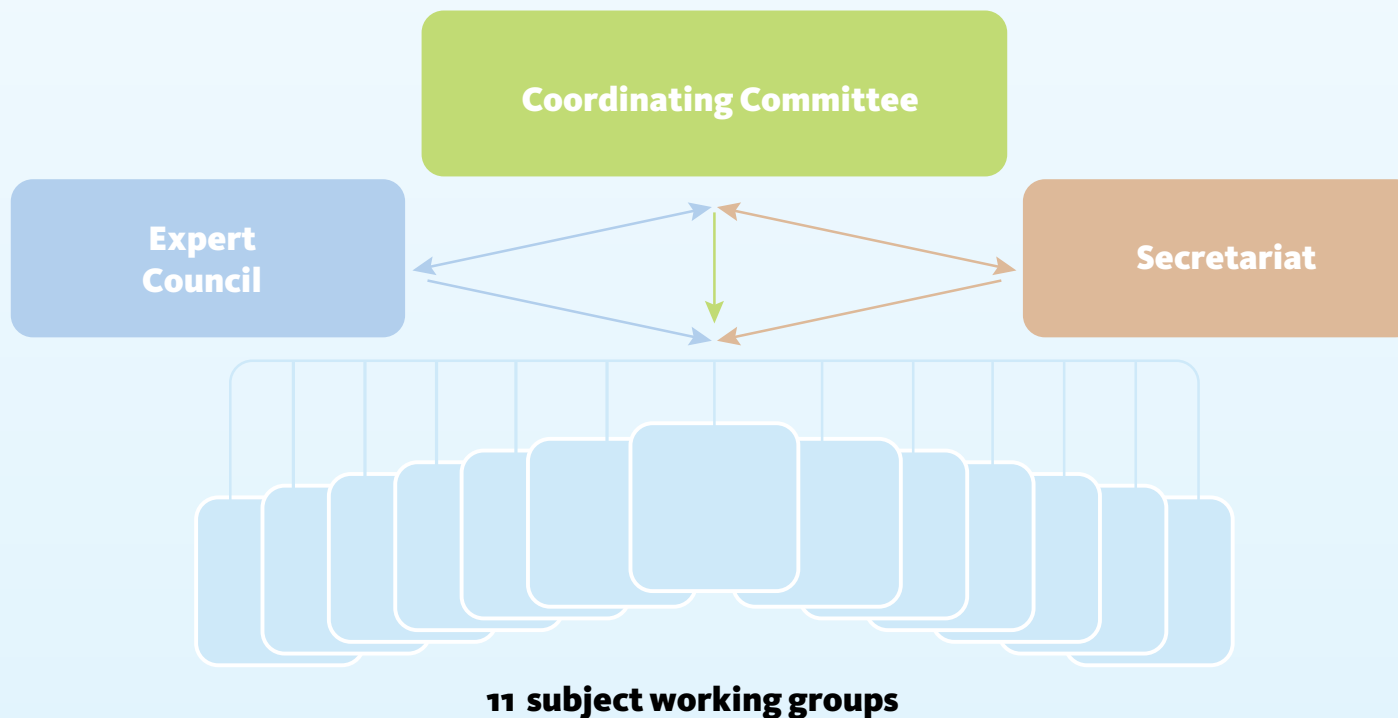 Coordinating Committee
Expert
Council
Secretariat
11 subject working groups